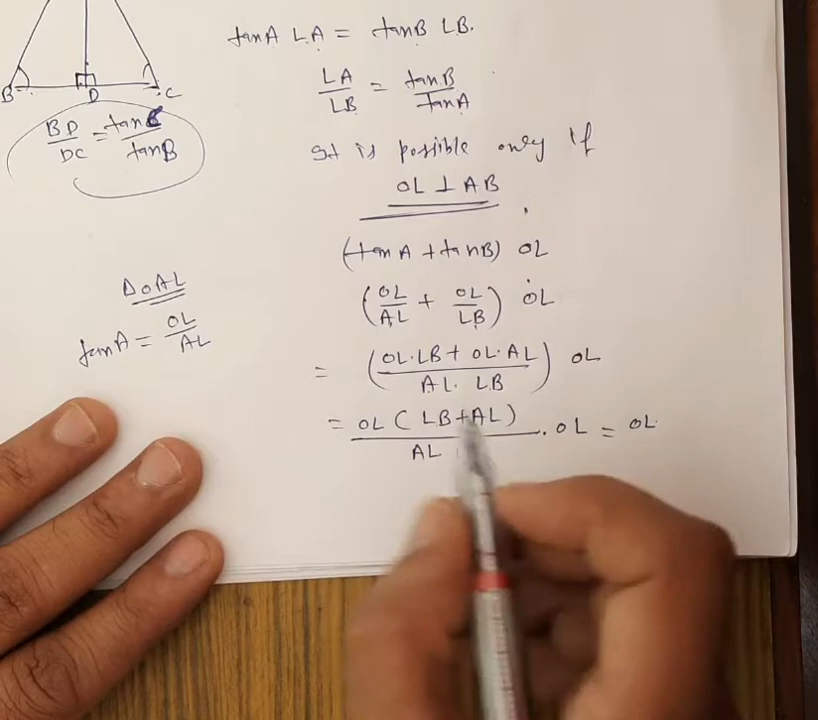 tanA LA = tanB LB.
LA/LB = tanB/tanA
It is possible only if
OL ⊥ AB
B D C
BD/DC = tanC/tanB
(tanA + tanB) OL
(OL/AL + OL/LB) OL
ΔOAL
tanA = OL/AL
= (OL·LB + OL·AL / AL·LB) OL
= OL(LB+AL) / AL · OL = OL